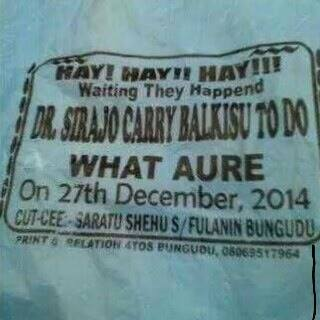 HAY! HAY!! HAY!!!
Waiting They Happend
DR. SIRAJO CARRY BALKISU TO DO
WHAT AURE
On 27th December, 2014
CUT-CEE:- SARATU SHEHU S/FULANIN BUNGUDU
PRINT & RELATION 4TOS BUNGUDU, 08069517964